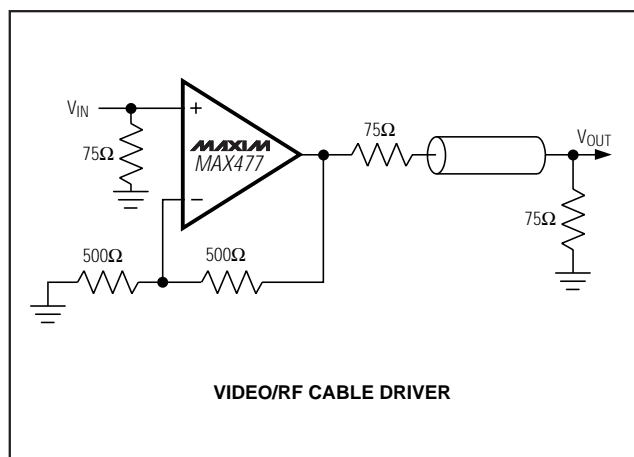 V_IN
75Ω
+
MAXIM
MAX477
−
75Ω
V_OUT
75Ω
500Ω
500Ω
VIDEO/RF CABLE DRIVER